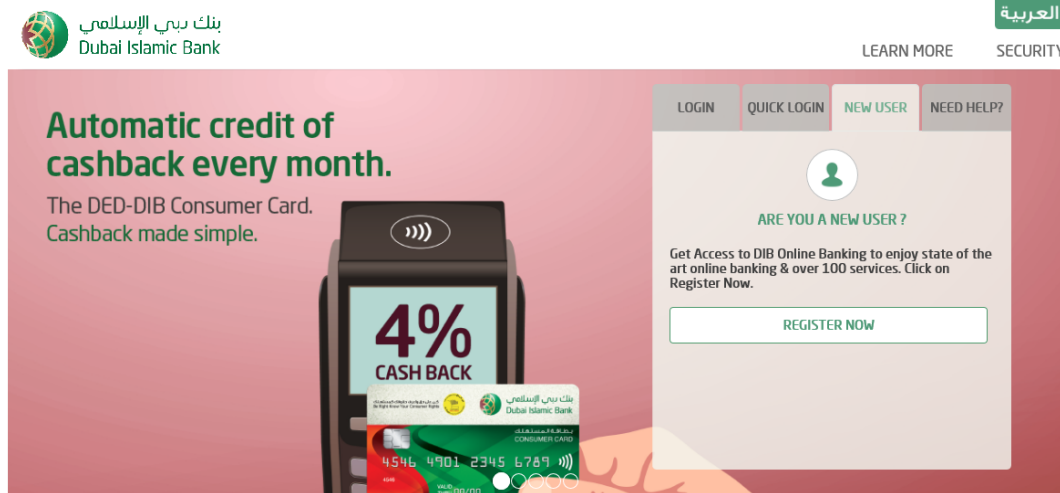 العربية
بنك دبي الإسلامي
Dubai Islamic Bank
LEARN MORE
SECURITY
Automatic credit of
cashback every month.
The DED-DIB Consumer Card.
Cashback made simple.
4%
CASH BACK
بنك دبي الإسلامي
Dubai Islamic Bank
CONSUMER CARD
4546 4901 2345 6789
4546
VALID
LOGIN
QUICK LOGIN
NEW USER
NEED HELP?
ARE YOU A NEW USER ?
Get Access to DIB Online Banking to enjoy state of the
art online banking & over 100 services. Click on
Register Now.
REGISTER NOW